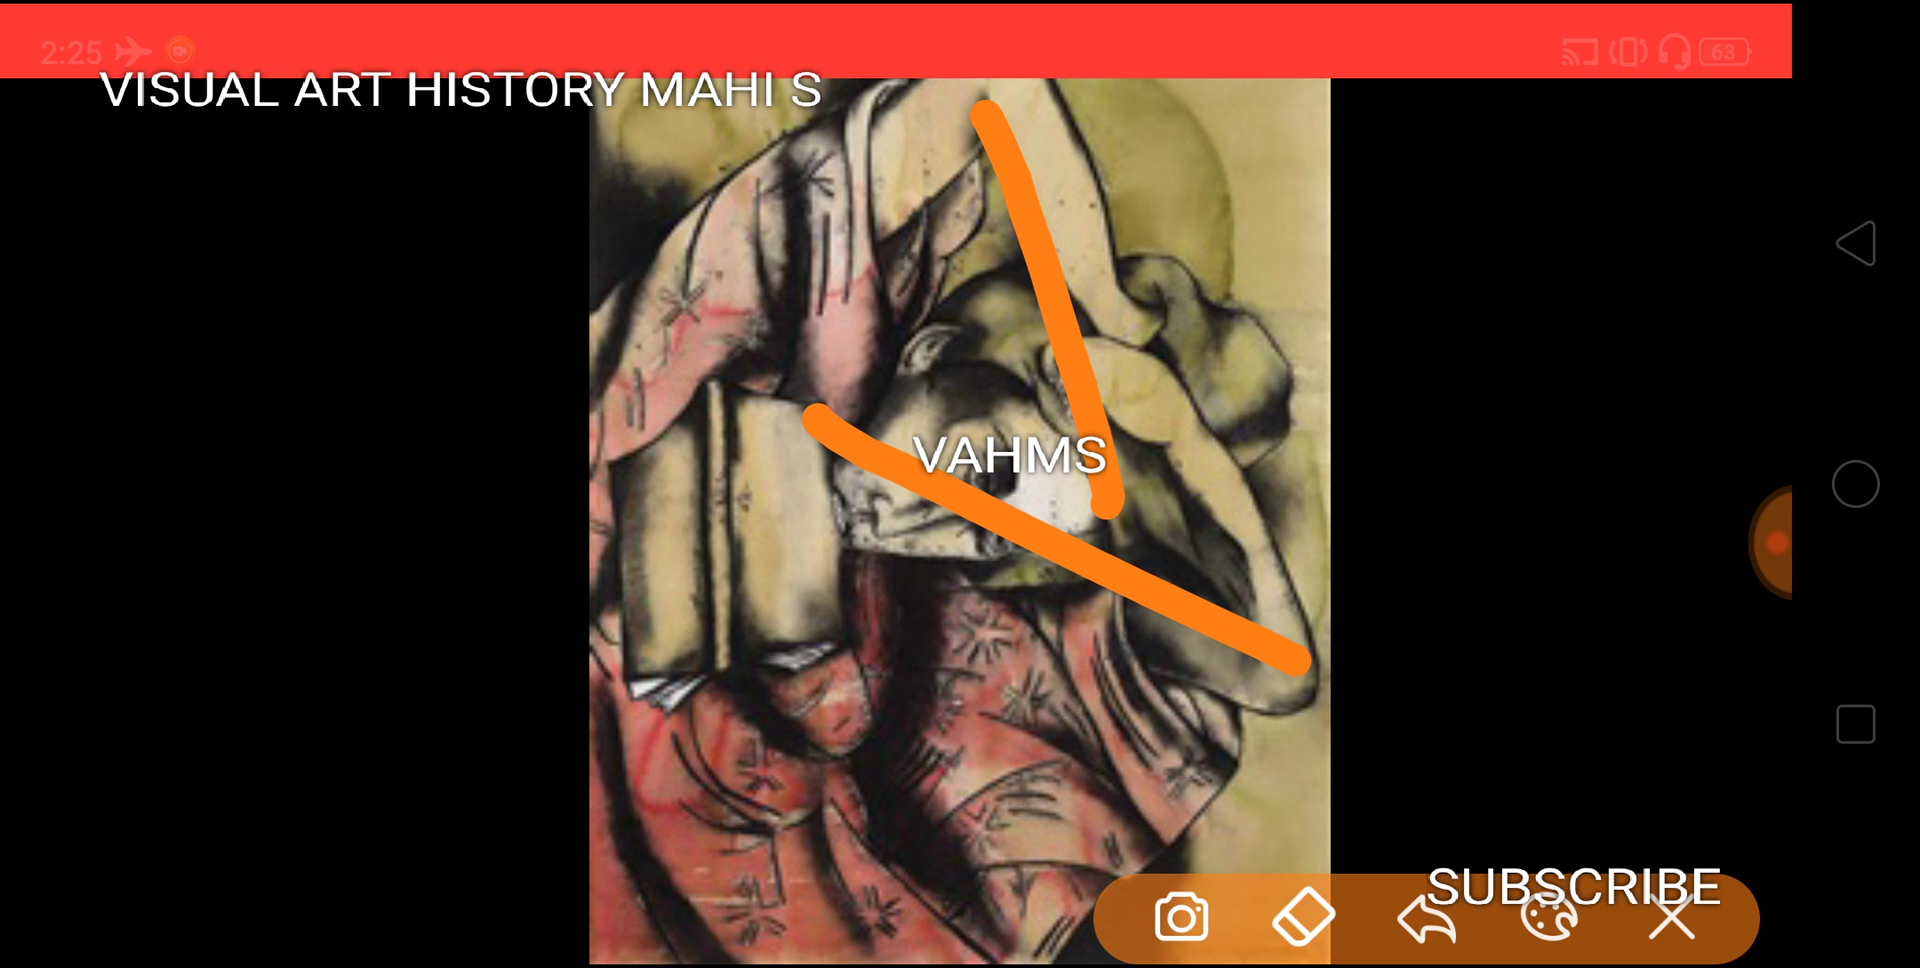 2:25
63
VISUAL ART HISTORY MAHI S
VAHMS
SUBSCRIBE